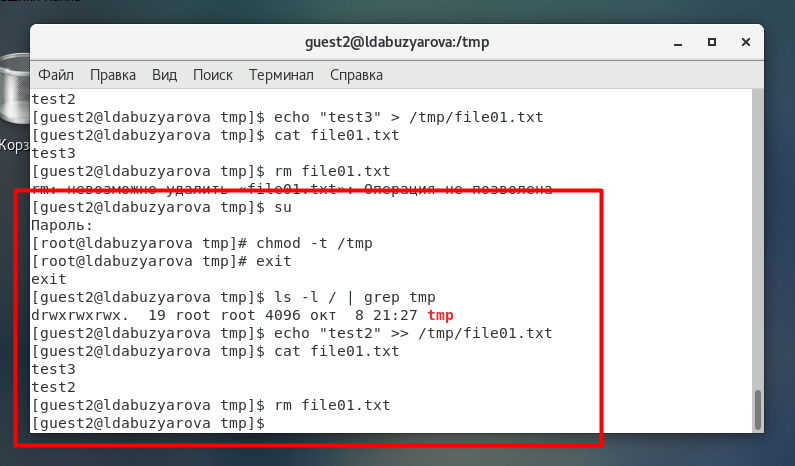 guest2@ldabuzyarova:/tmp
Файл Правка Вид Поиск Терминал Справка
test2
[guest2@ldabuzyarova tmp]$ echo "test3" > /tmp/file01.txt
[guest2@ldabuzyarova tmp]$ cat file01.txt
test3
[guest2@ldabuzyarova tmp]$ rm file01.txt
rm: невозможно удалить «file01.txt»: Операция не позволена
[guest2@ldabuzyarova tmp]$ su
Пароль:
[root@ldabuzyarova tmp]# chmod -t /tmp
[root@ldabuzyarova tmp]# exit
exit
[guest2@ldabuzyarova tmp]$ ls -l / | grep tmp
drwxrwxrwx.  19 root root 4096 окт  8 21:27 tmp
[guest2@ldabuzyarova tmp]$ echo "test2" >> /tmp/file01.txt
[guest2@ldabuzyarova tmp]$ cat file01.txt
test3
test2
[guest2@ldabuzyarova tmp]$ rm file01.txt
[guest2@ldabuzyarova tmp]$